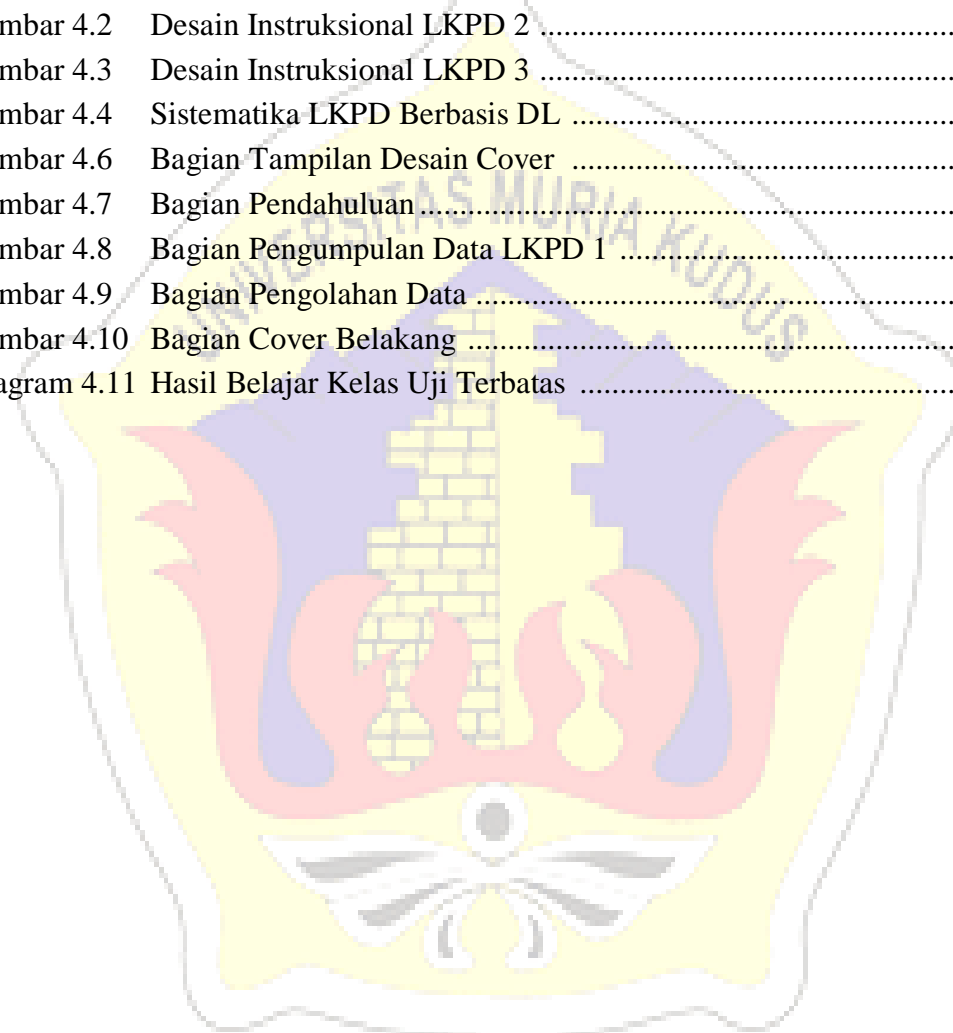 mbar 4.2 Desain Instruksional LKPD 2 ....................................................
mbar 4.3 Desain Instruksional LKPD 3 ....................................................
mbar 4.4 Sistematika LKPD Berbasis DL ................................................
mbar 4.6 Bagian Tampilan Desain Cover ................................................
mbar 4.7 Bagian Pendahuluan ...................................................................
mbar 4.8 Bagian Pengumpulan Data LKPD 1 ..........................................
mbar 4.9 Bagian Pengolahan Data ............................................................
mbar 4.10 Bagian Cover Belakang .............................................................
agram 4.11 Hasil Belajar Kelas Uji Terbatas ...............................................
UNIVERSITAS MURIA KUDUS